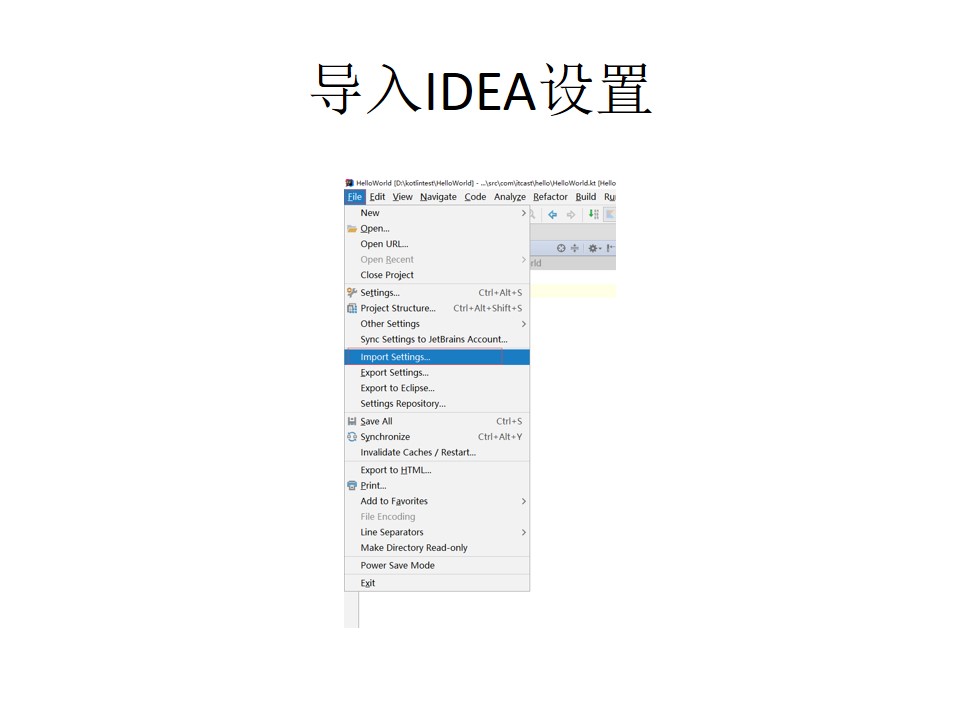 导入IDEA设置
HelloWorld [D:\kotlintest\HelloWorld] - ...\src\com\itcast\hello\HelloWorld.kt [Hello
File Edit View Navigate Code Analyze Refactor Build Ru
New
Open...
Open URL...
Open Recent
rld
Close Project
Settings... Ctrl+Alt+S
Project Structure... Ctrl+Alt+Shift+S
Other Settings
Sync Settings to JetBrains Account...
Import Settings...
Export Settings...
Export to Eclipse...
Settings Repository...
Save All Ctrl+S
Synchronize Ctrl+Alt+Y
Invalidate Caches / Restart...
Export to HTML...
Print...
Add to Favorites
File Encoding
Line Separators
Make Directory Read-only
Power Save Mode
Exit